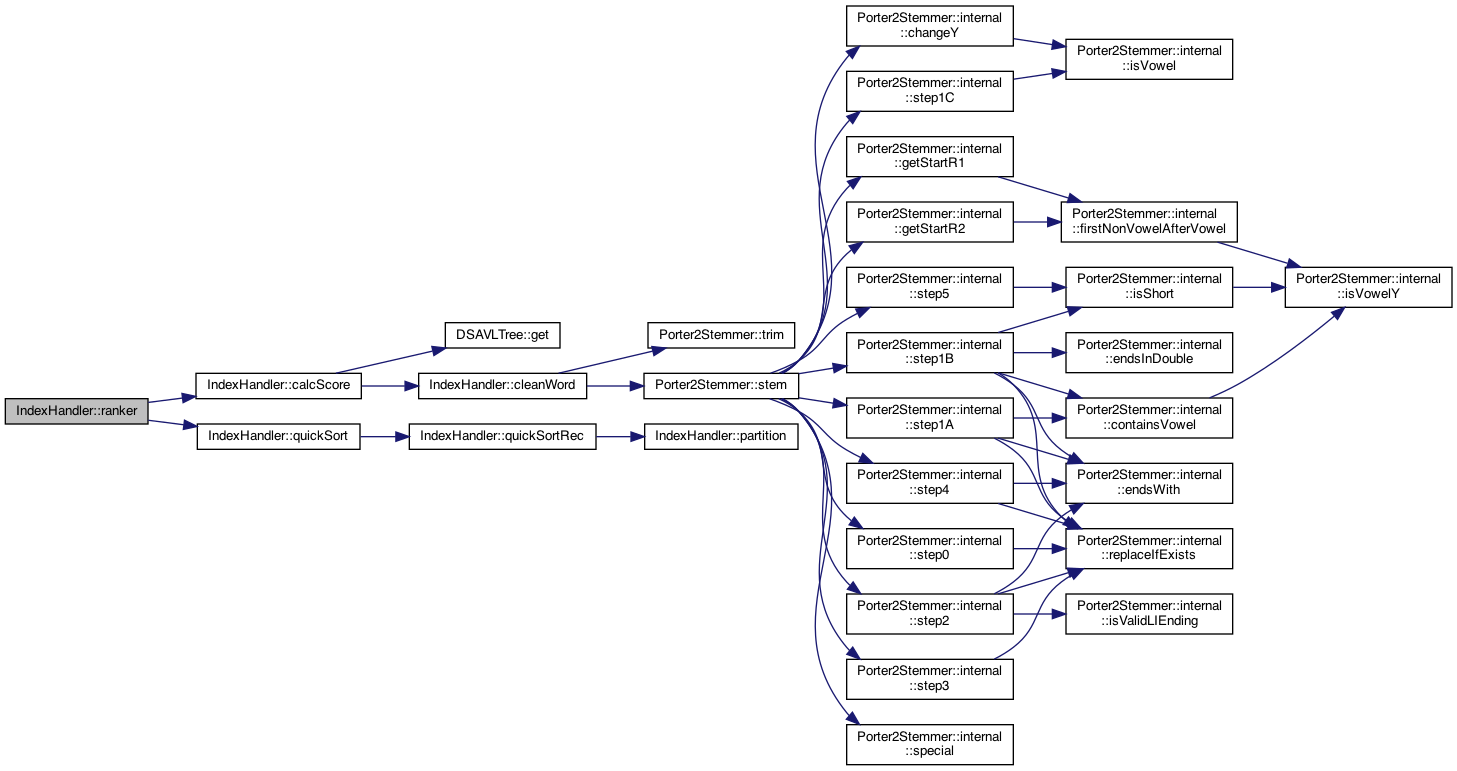 IndexHandler::ranker
IndexHandler::calcScore
IndexHandler::quickSort
DSAVLTree::get
IndexHandler::cleanWord
IndexHandler::quickSortRec
Porter2Stemmer::trim
Porter2Stemmer::stem
IndexHandler::partition
Porter2Stemmer::internal
::changeY
Porter2Stemmer::internal
::step1C
Porter2Stemmer::internal
::getStartR1
Porter2Stemmer::internal
::getStartR2
Porter2Stemmer::internal
::step5
Porter2Stemmer::internal
::step1B
Porter2Stemmer::internal
::step1A
Porter2Stemmer::internal
::step4
Porter2Stemmer::internal
::step0
Porter2Stemmer::internal
::step2
Porter2Stemmer::internal
::step3
Porter2Stemmer::internal
::special
Porter2Stemmer::internal
::isVowel
Porter2Stemmer::internal
::firstNonVowelAfterVowel
Porter2Stemmer::internal
::isShort
Porter2Stemmer::internal
::endsInDouble
Porter2Stemmer::internal
::containsVowel
Porter2Stemmer::internal
::endsWith
Porter2Stemmer::internal
::replaceIfExists
Porter2Stemmer::internal
::isValidLIEnding
Porter2Stemmer::internal
::isVowelY